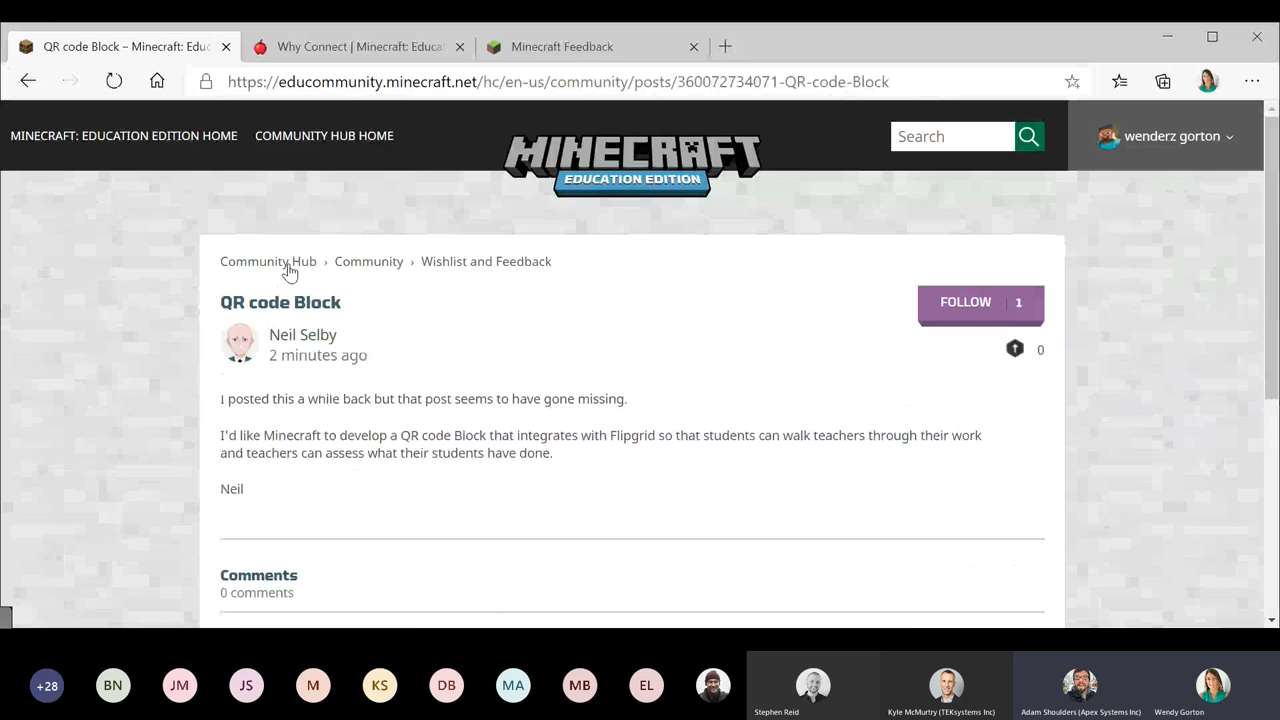 QR code Block – Minecraft: Educ
Why Connect | Minecraft: Educat
Minecraft Feedback
https://educommunity.minecraft.net/hc/en-us/community/posts/360072734071-QR-code-Block
MINECRAFT: EDUCATION EDITION HOME
COMMUNITY HUB HOME
MINECRAFT
EDUCATION EDITION
Search
wenderz gorton
Community Hub › Community › Wishlist and Feedback
QR code Block
FOLLOW 1
Neil Selby
2 minutes ago
0
I posted this a while back but that post seems to have gone missing.
I'd like Minecraft to develop a QR code Block that integrates with Flipgrid so that students can walk teachers through their work
and teachers can assess what their students have done.
Neil
Comments
0 comments
+28
BN
JM
JS
M
KS
DB
MA
MB
EL
Stephen Reid
Kyle McMurtry (TEKsystems Inc)
Adam Shoulders (Apex Systems Inc)
Wendy Gorton